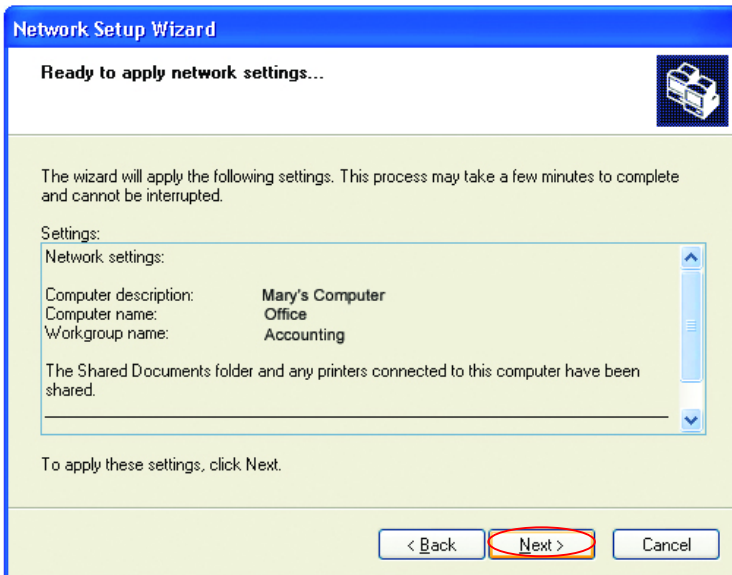 Network Setup Wizard
Ready to apply network settings...
The wizard will apply the following settings. This process may take a few minutes to complete
and cannot be interrupted.
Settings:
Network settings:
Computer description: Mary's Computer
Computer name: Office
Workgroup name: Accounting
The Shared Documents folder and any printers connected to this computer have been
shared.
To apply these settings, click Next.
< Back Next > Cancel